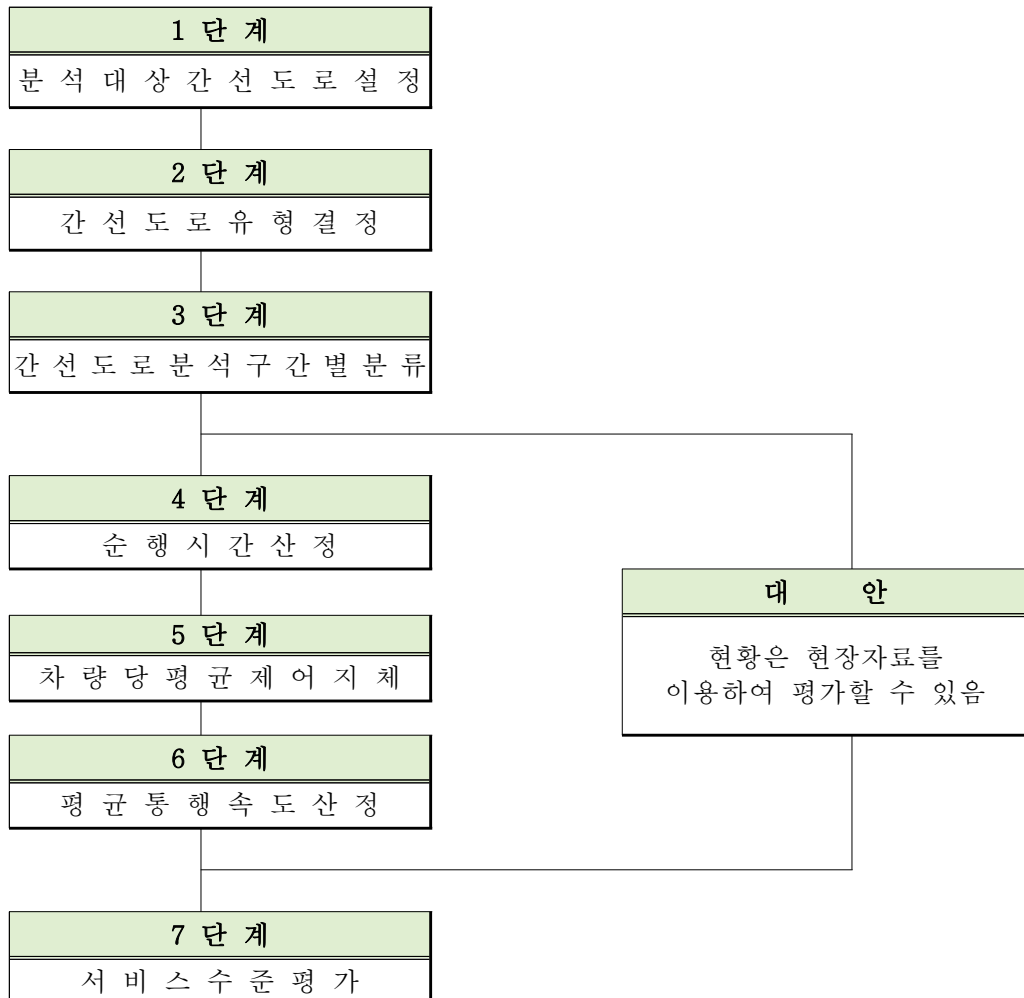 1 단 계
분 석 대 상 간 선 도 로 설 정
2 단 계
간 선 도 로 유 형 결 정
3 단 계
간 선 도 로 분 석 구 간 별 분 류
4 단 계
순 행 시 간 산 정
대 안
현황은 현장자료를
이용하여 평가할 수 있음
5 단 계
차 량 당 평 균 제 어 지 체
6 단 계
평 균 통 행 속 도 산 정
7 단 계
서 비 스 수 준 평 가